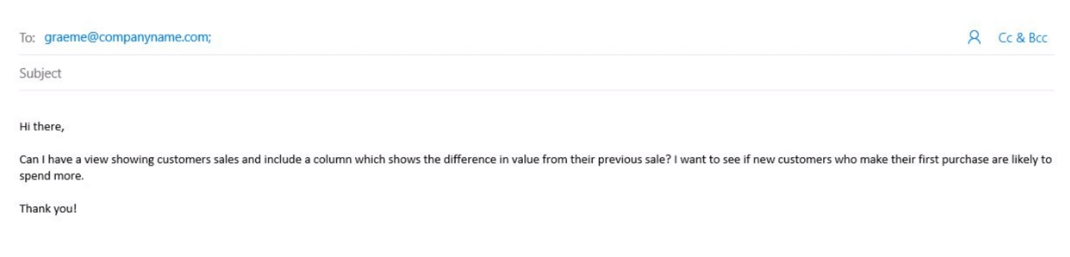 To: graeme@companyname.com; Cc & Bcc
Subject
Hi there,
Can I have a view showing customers sales and include a column which shows the difference in value from their previous sale? I want to see if new customers who make their first purchase are likely to
spend more.
Thank you!